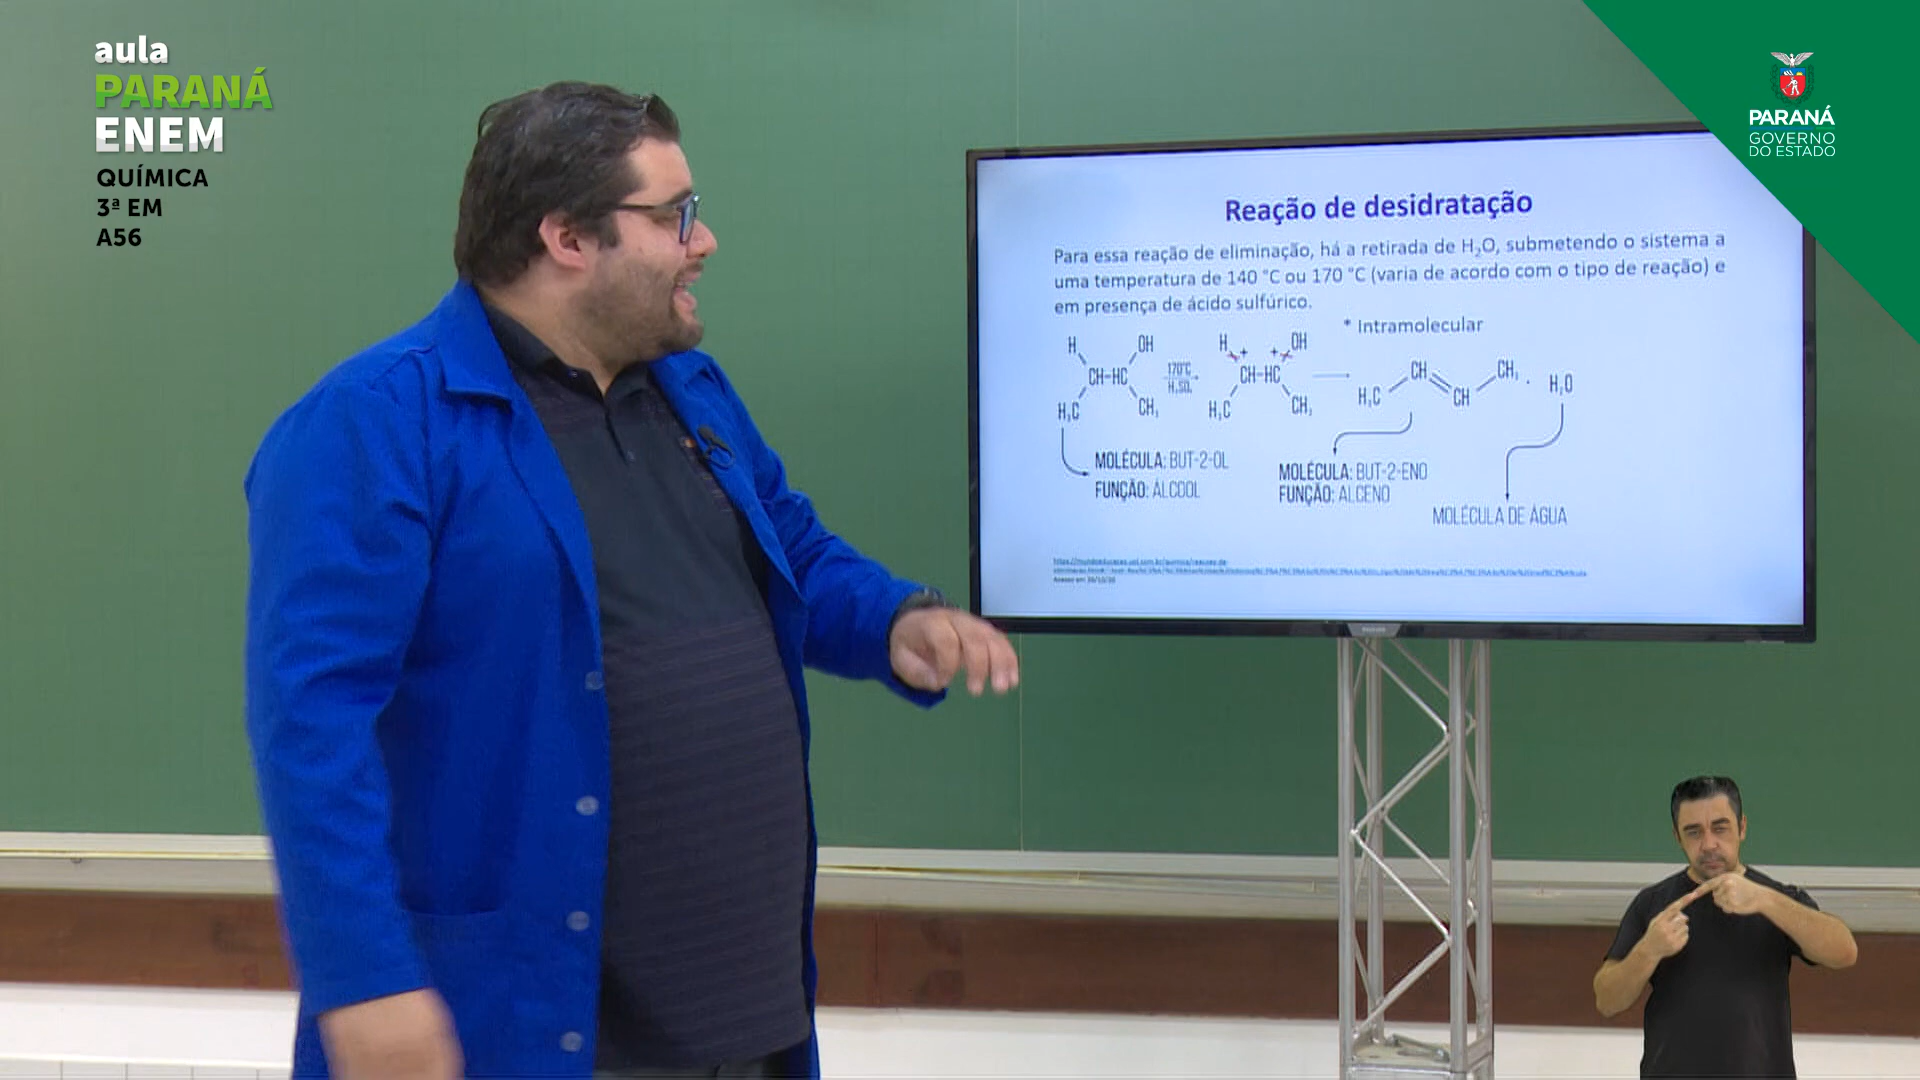 aula
PARANÁ
ENEM
QUÍMICA
3ª EM
A56
PARANÁ
GOVERNO
DO ESTADO
Reação de desidratação
Para essa reação de eliminação, há a retirada de H₂O, submetendo o sistema a
uma temperatura de 140 °C ou 170 °C (varia de acordo com o tipo de reação) e
em presença de ácido sulfúrico.
* Intramolecular
H OH H + + OH
CH-HC 170°C CH-HC CH CH₃ . H₂O
H₂SO₄ H₃C CH
H₃C CH₃ H₃C CH₃
MOLÉCULA: BUT-2-OL
FUNÇÃO: ÁLCOOL
MOLÉCULA: BUT-2-ENO
FUNÇÃO: ALCENO
MOLÉCULA DE ÁGUA